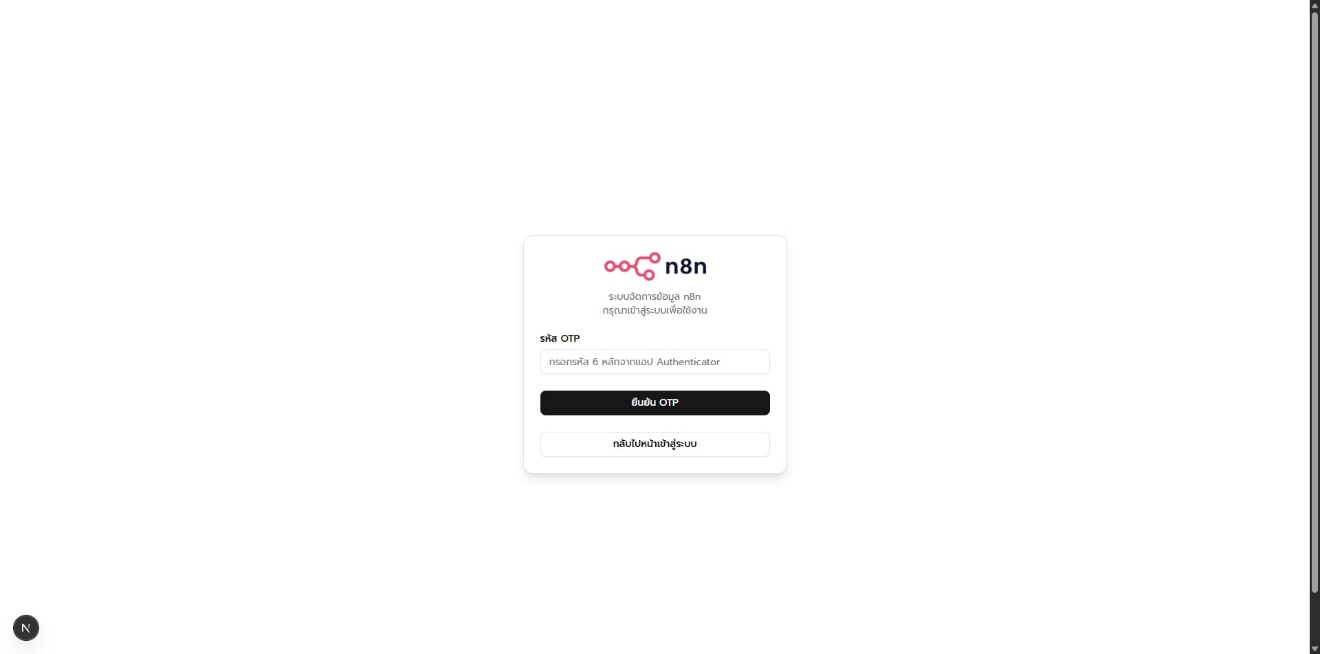 n8n
ระบบจัดการข้อมูล n8n
กรุณาเข้าสู่ระบบเพื่อใช้งาน
รหัส OTP
กรอกรหัส 6 หลักจากแอป Authenticator
ยืนยัน OTP
กลับไปหน้าเข้าสู่ระบบ
N